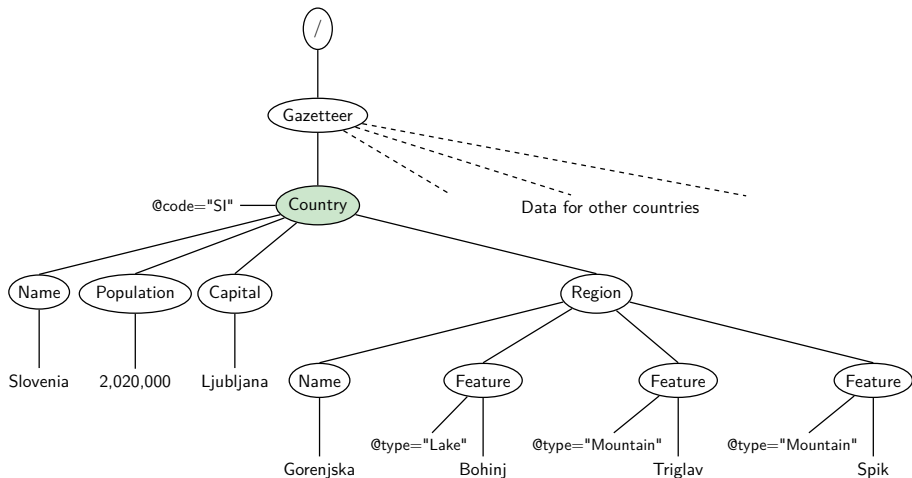 /
Gazetteer
@code="SI"
Country
Data for other countries
Name
Population
Capital
Region
Slovenia
2,020,000
Ljubljana
Name
Feature
Feature
Feature
@type="Lake"
@type="Mountain"
@type="Mountain"
Gorenjska
Bohinj
Triglav
Spik